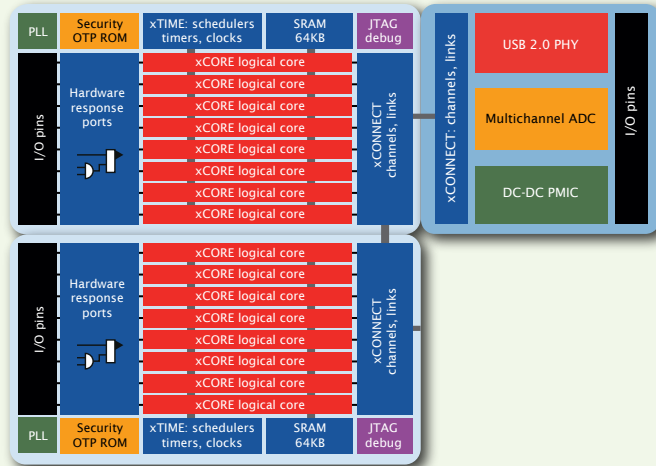 PLL
Security
OTP ROM
xTIME: schedulers
timers, clocks
SRAM
64KB
JTAG
debug
I/O pins
Hardware
response
ports
xCORE logical core
xCORE logical core
xCORE logical core
xCORE logical core
xCORE logical core
xCORE logical core
xCORE logical core
xCORE logical core
xCONNECT
channels, links
xCONNECT: channels, links
USB 2.0 PHY
Multichannel ADC
DC-DC PMIC
I/O pins
I/O pins
Hardware
response
ports
xCORE logical core
xCORE logical core
xCORE logical core
xCORE logical core
xCORE logical core
xCORE logical core
xCORE logical core
xCORE logical core
xCONNECT
channels, links
PLL
Security
OTP ROM
xTIME: schedulers
timers, clocks
SRAM
64KB
JTAG
debug